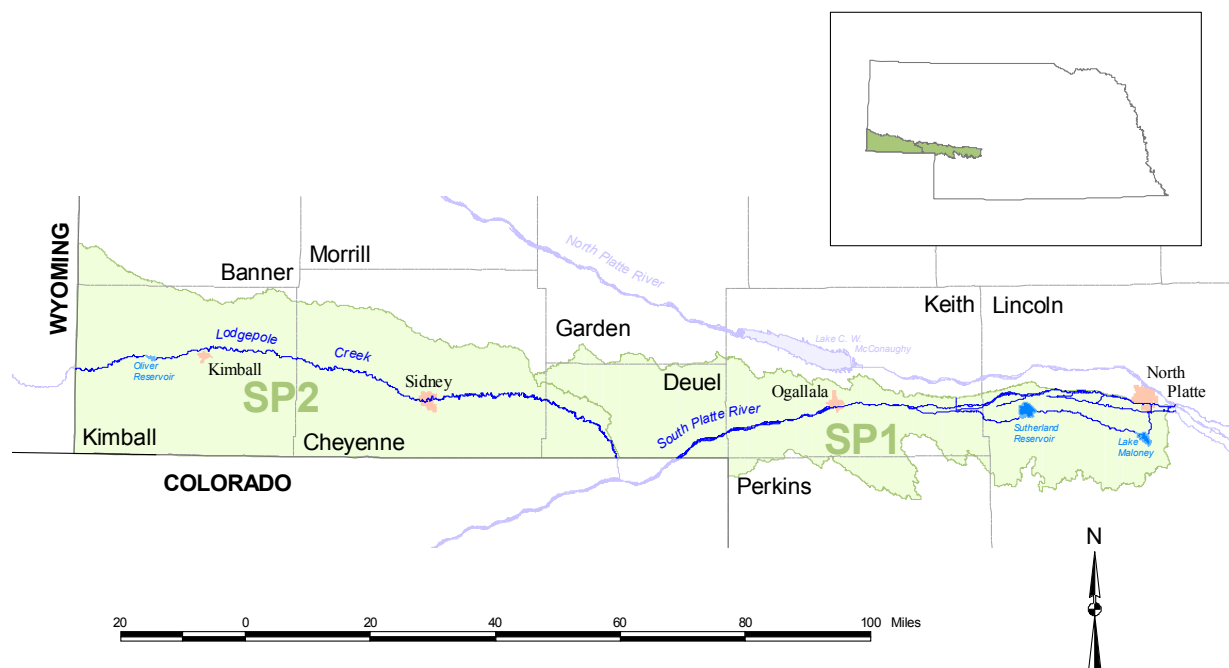 WYOMING
Banner
Morrill
North Platte River
Garden
Keith
Lincoln
Lake C. W.
McConaughy
Lodgepole
Creek
Oliver
Reservoir
Kimball
SP2
Sidney
Deuel
Ogallala
North
Platte
South Platte River
SP1
Sutherland
Reservoir
Lake
Maloney
Kimball
Cheyenne
COLORADO
Perkins
N
20 0 20 40 60 80 100 Miles